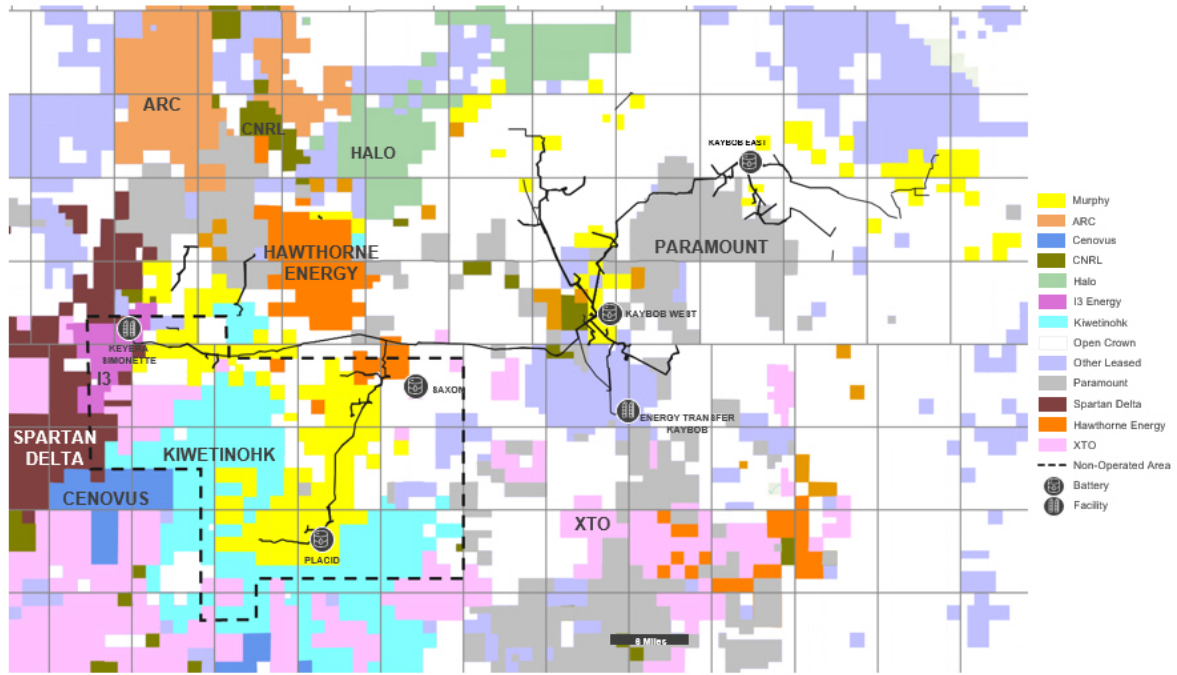 ARC
CNRL
HALO
KAYBOB EAST
HAWTHORNE
ENERGY
PARAMOUNT
KAYBOB WEST
KEYERA
SIMONETTE
I3
SAXON
ENERGY TRANSFER
KAYBOB
SPARTAN
DELTA
KIWETINOHK
CENOVUS
XTO
PLACID
8 Miles
Murphy
ARC
Cenovus
CNRL
Halo
I3 Energy
Kiwetinohk
Open Crown
Other Leased
Paramount
Spartan Delta
Hawthorne Energy
XTO
Non-Operated Area
Battery
Facility